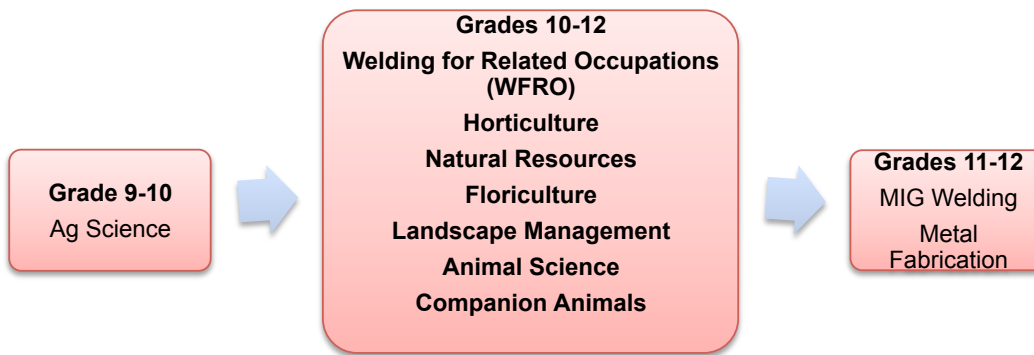 Grade 9-10
Ag Science
Grades 10-12
Welding for Related Occupations
(WFRO)
Horticulture
Natural Resources
Floriculture
Landscape Management
Animal Science
Companion Animals
Grades 11-12
MIG Welding
Metal
Fabrication